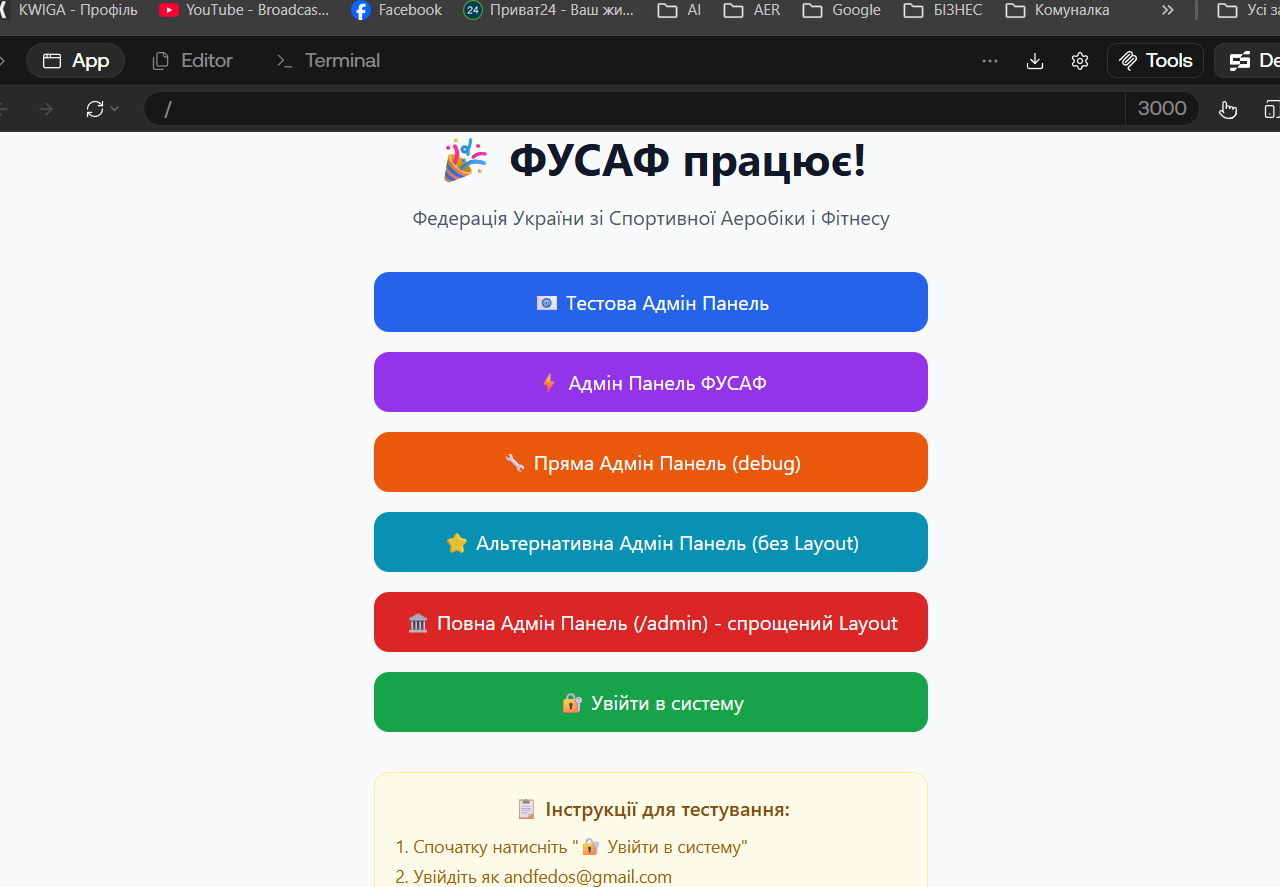 KWIGA - Профіль YouTube - Broadcas... Facebook 24 Приват24 - Ваш жи... AI AER Google БІЗНЕС Комуналка » Усі за
App Editor Terminal ... Tools De
/ 3000
ФУСАФ працює!
Федерація України зі Спортивної Аеробіки і Фітнесу
Тестова Адмін Панель
Адмін Панель ФУСАФ
Пряма Адмін Панель (debug)
Альтернативна Адмін Панель (без Layout)
Повна Адмін Панель (/admin) - спрощений Layout
Увійти в систему
Інструкції для тестування:
1. Спочатку натисніть "🔐 Увійти в систему"
2. Увійдіть як andfedos@gmail.com